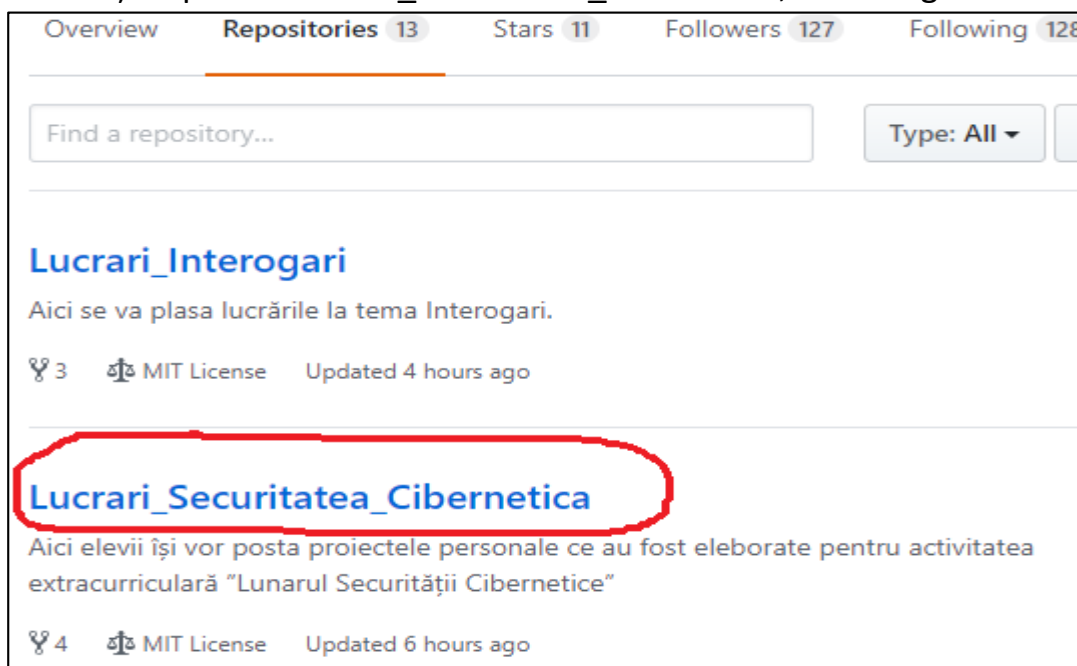 Overview Repositories 13 Stars 11 Followers 127 Following 128
Find a repository... Type: All
Lucrari_Interogari
Aici se va plasa lucrările la tema Interogari.
3 MIT License Updated 4 hours ago
Lucrari_Securitatea_Cibernetica
Aici elevii își vor posta proiectele personale ce au fost eleborate pentru activitatea
extracurriculară ″Lunarul Securității Cibernetice″
4 MIT License Updated 6 hours ago